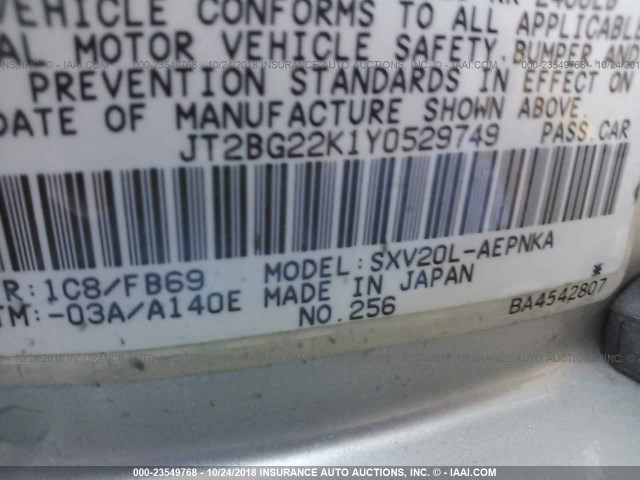 VEHICLE CONFORMS TO ALL APPLICABLE
MOTOR VEHICLE SAFETY, BUMPER AND
PREVENTION STANDARDS IN EFFECT ON
DATE OF MANUFACTURE SHOWN ABOVE.
JT2BG22K1Y0529749 PASS.CAR
R:1C8/FB69 MODEL:SXV20L-AEPNKA
TM:-03A/A140E MADE IN JAPAN
NO.256 BA4542807 *
000-23549768 - 10/24/2018 INSURANCE AUTO AUCTIONS, INC. - IAAI.COM